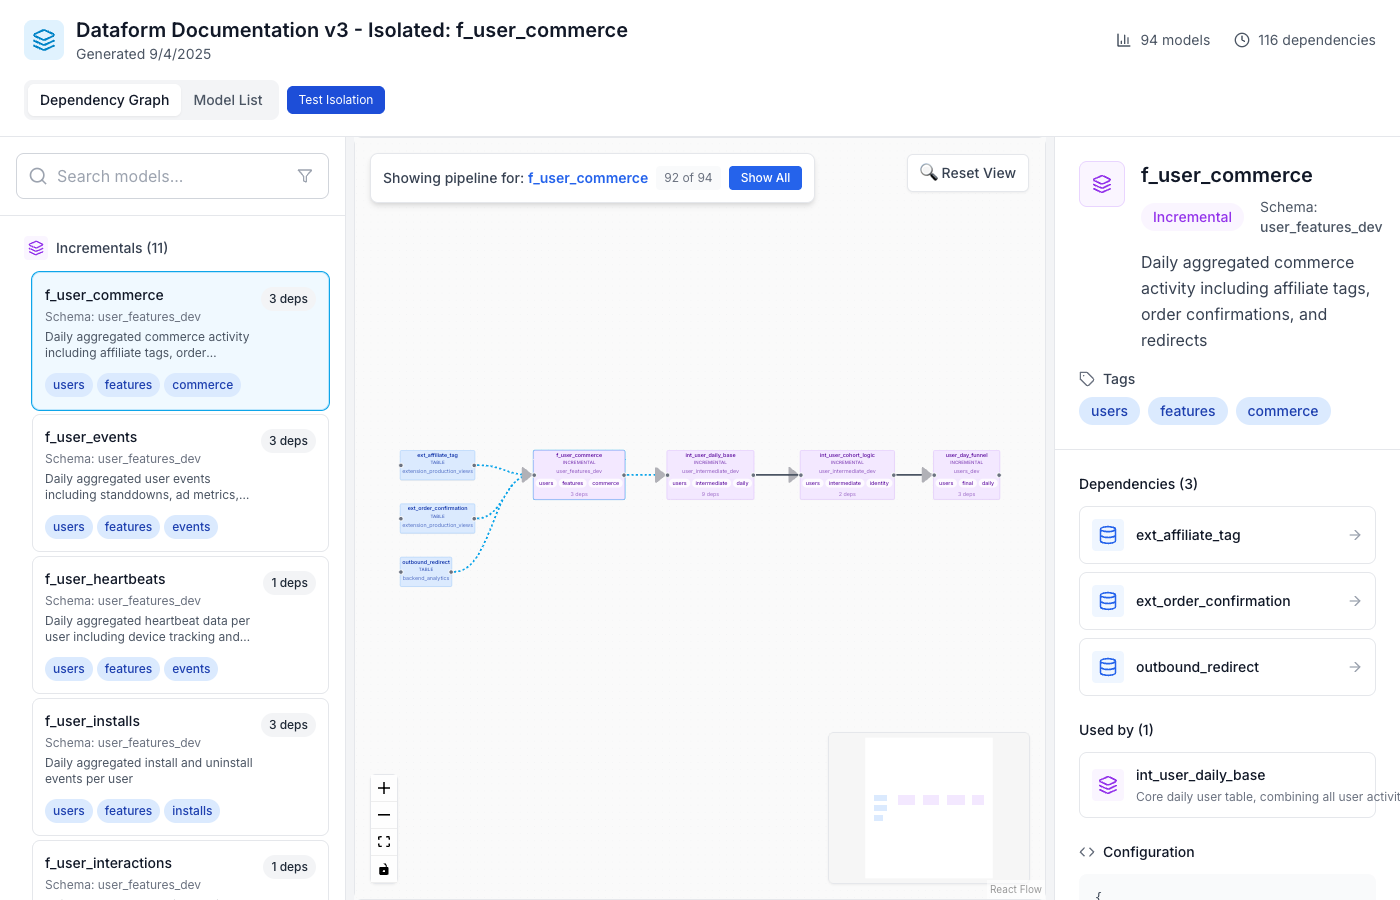 Dataform Documentation v3 - Isolated: f_user_commerce
Generated 9/4/2025
94 models
116 dependencies
Dependency Graph
Model List
Test Isolation
Search models...
Incrementals (11)
f_user_commerce
3 deps
Schema: user_features_dev
Daily aggregated commerce activity
including affiliate tags, order...
users
features
commerce
f_user_events
3 deps
Schema: user_features_dev
Daily aggregated user events
including standdowns, ad metrics,...
users
features
events
f_user_heartbeats
1 deps
Schema: user_features_dev
Daily aggregated heartbeat data per
user including device tracking and...
users
features
events
f_user_installs
3 deps
Schema: user_features_dev
Daily aggregated install and uninstall
events per user
users
features
installs
f_user_interactions
1 deps
Schema: user_features_dev
Showing pipeline for: f_user_commerce
92 of 94
Show All
Reset View
ext_affiliate_tag
TABLE
extension_production_views
ext_order_confirmation
TABLE
extension_production_views
outbound_redirect
TABLE
backend_analytics
f_user_commerce
INCREMENTAL
user_features_dev
users
features
commerce
3 deps
int_user_daily_base
INCREMENTAL
user_intermediate_dev
users
intermediate
daily
9 deps
int_user_cohort_logic
INCREMENTAL
user_intermediate_dev
users
intermediate
identity
2 deps
user_day_funnel
INCREMENTAL
users_dev
users
final
daily
3 deps
React Flow
f_user_commerce
Incremental
Schema:
user_features_dev
Daily aggregated commerce
activity including affiliate tags,
order confirmations, and
redirects
Tags
users
features
commerce
Dependencies (3)
ext_affiliate_tag
ext_order_confirmation
outbound_redirect
Used by (1)
int_user_daily_base
Core daily user table, combining all user activit
Configuration
{